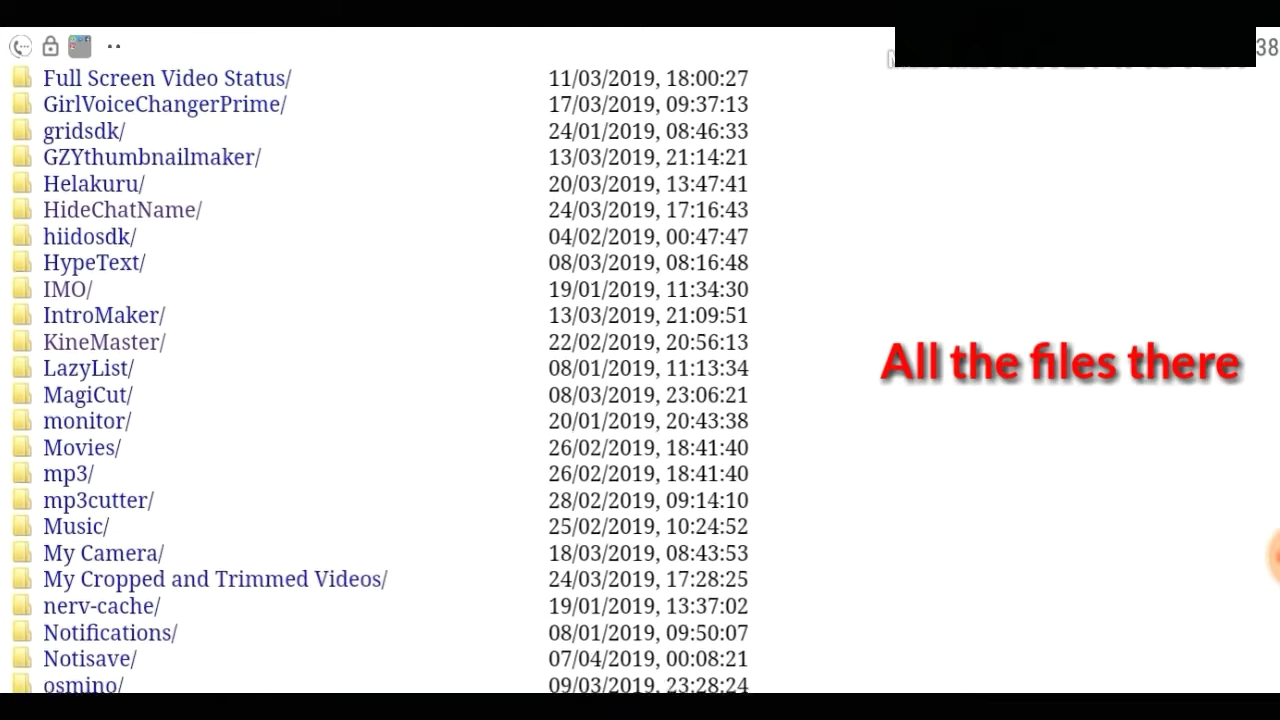 38
Full Screen Video Status/ 11/03/2019, 18:00:27
GirlVoiceChangerPrime/ 17/03/2019, 09:37:13
gridsdk/ 24/01/2019, 08:46:33
GZYthumbnailmaker/ 13/03/2019, 21:14:21
Helakuru/ 20/03/2019, 13:47:41
HideChatName/ 24/03/2019, 17:16:43
hiidosdk/ 04/02/2019, 00:47:47
HypeText/ 08/03/2019, 08:16:48
IMO/ 19/01/2019, 11:34:30
IntroMaker/ 13/03/2019, 21:09:51
KineMaster/ 22/02/2019, 20:56:13
LazyList/ 08/01/2019, 11:13:34
All the files there
MagiCut/ 08/03/2019, 23:06:21
monitor/ 20/01/2019, 20:43:38
Movies/ 26/02/2019, 18:41:40
mp3/ 26/02/2019, 18:41:40
mp3cutter/ 28/02/2019, 09:14:10
Music/ 25/02/2019, 10:24:52
My Camera/ 18/03/2019, 08:43:53
My Cropped and Trimmed Videos/ 24/03/2019, 17:28:25
nerv-cache/ 19/01/2019, 13:37:02
Notifications/ 08/01/2019, 09:50:07
Notisave/ 07/04/2019, 00:08:21
osmino/ 09/03/2019, 23:28:24